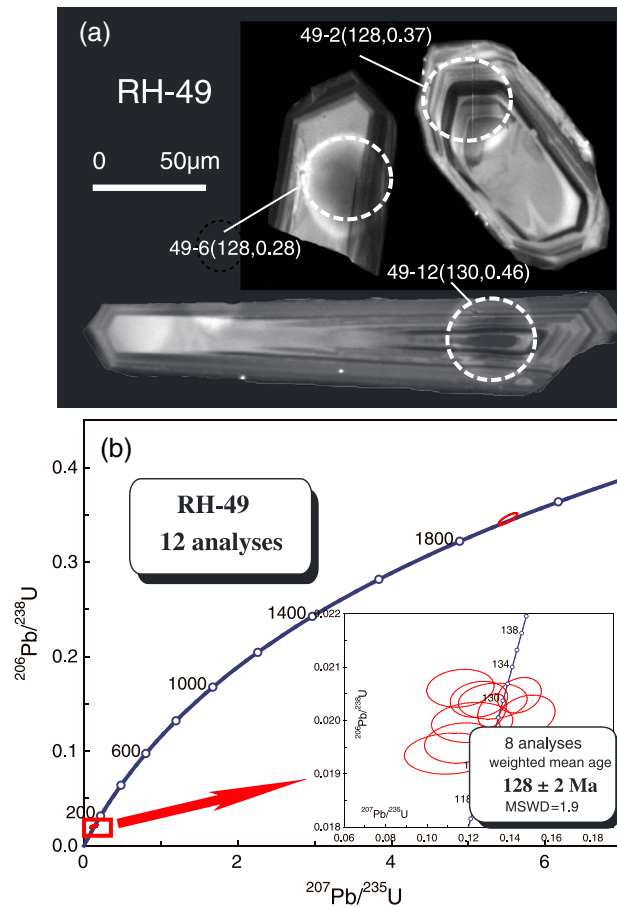 (a)
49-2(128,0.37)
RH-49
0 50μm
49-6(128,0.28)
49-12(130,0.46)
(b)
0.4
RH-49
12 analyses
1800
0.3
206Pb/238U
1400
0.2
1000
0.1
600
200
0.0
0 2 4 6
207Pb/235U
0.022
138
0.021
134
130
206Pb/238U
0.020
8 analyses
weighted mean age
128 ± 2 Ma
MSWD=1.9
0.019
118
207Pb/235U
0.018
0.06 0.08 0.10 0.12 0.14 0.16 0.18